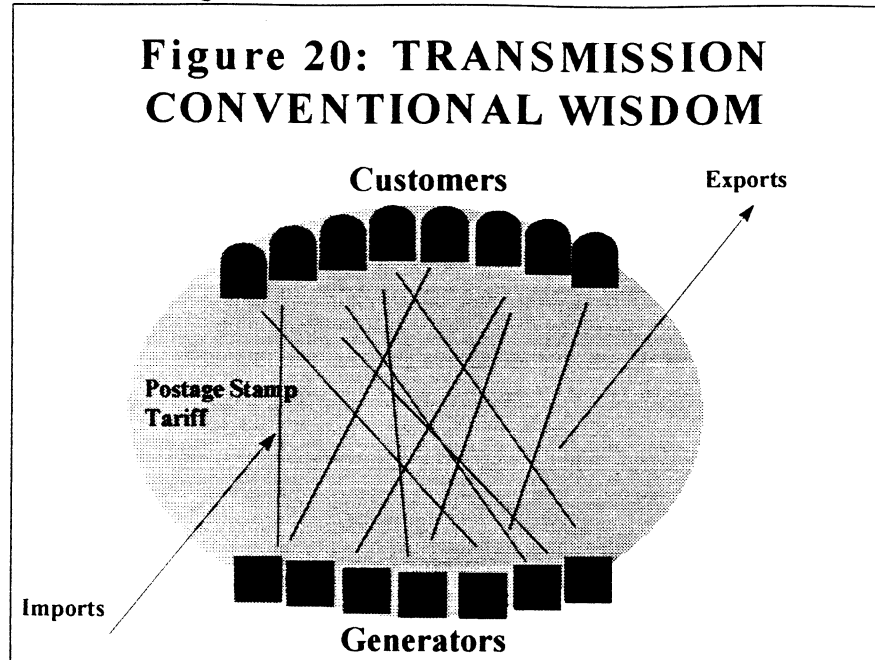 Figure 20: TRANSMISSION
CONVENTIONAL WISDOM
Customers
Exports
Postage Stamp
Tariff
Imports
Generators